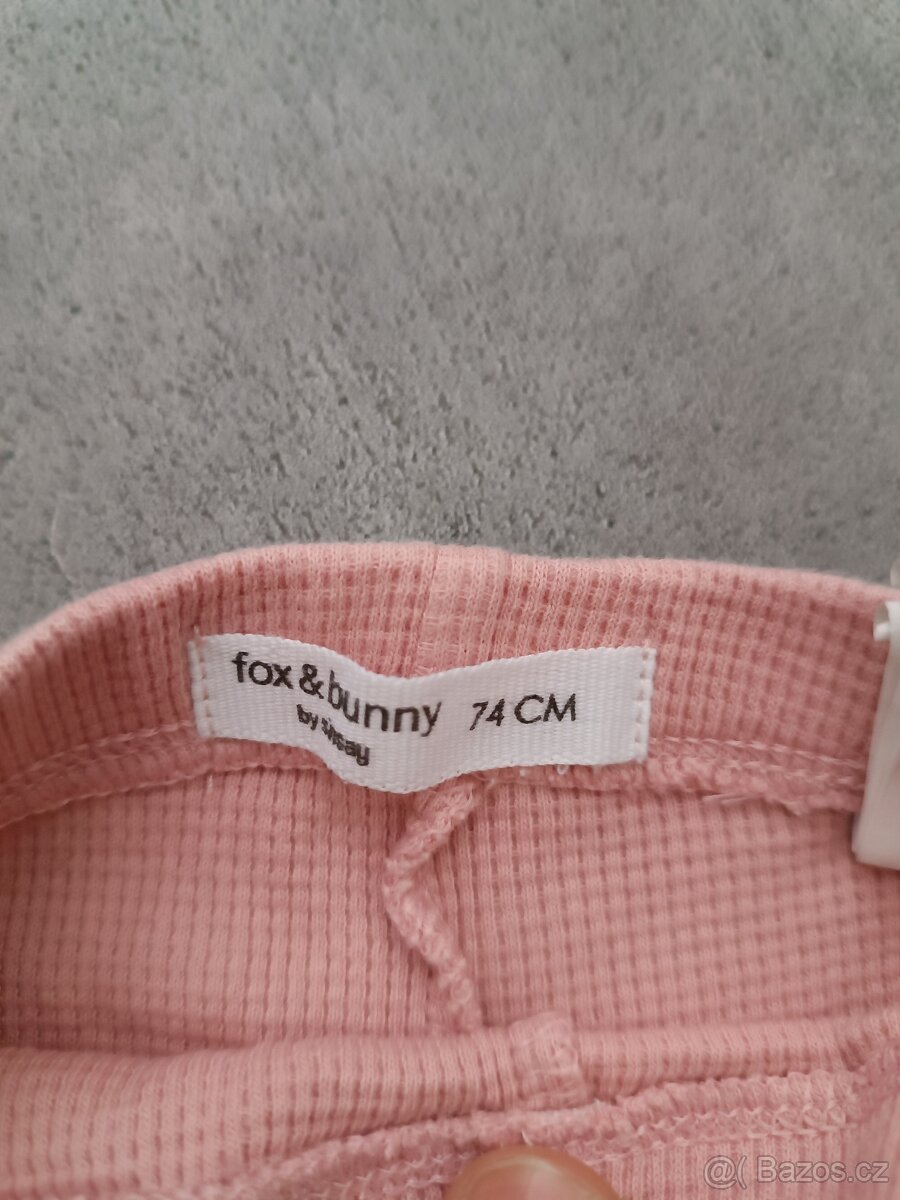 fox & bunny 74 CM
by sinsay
@( Bazos.cz